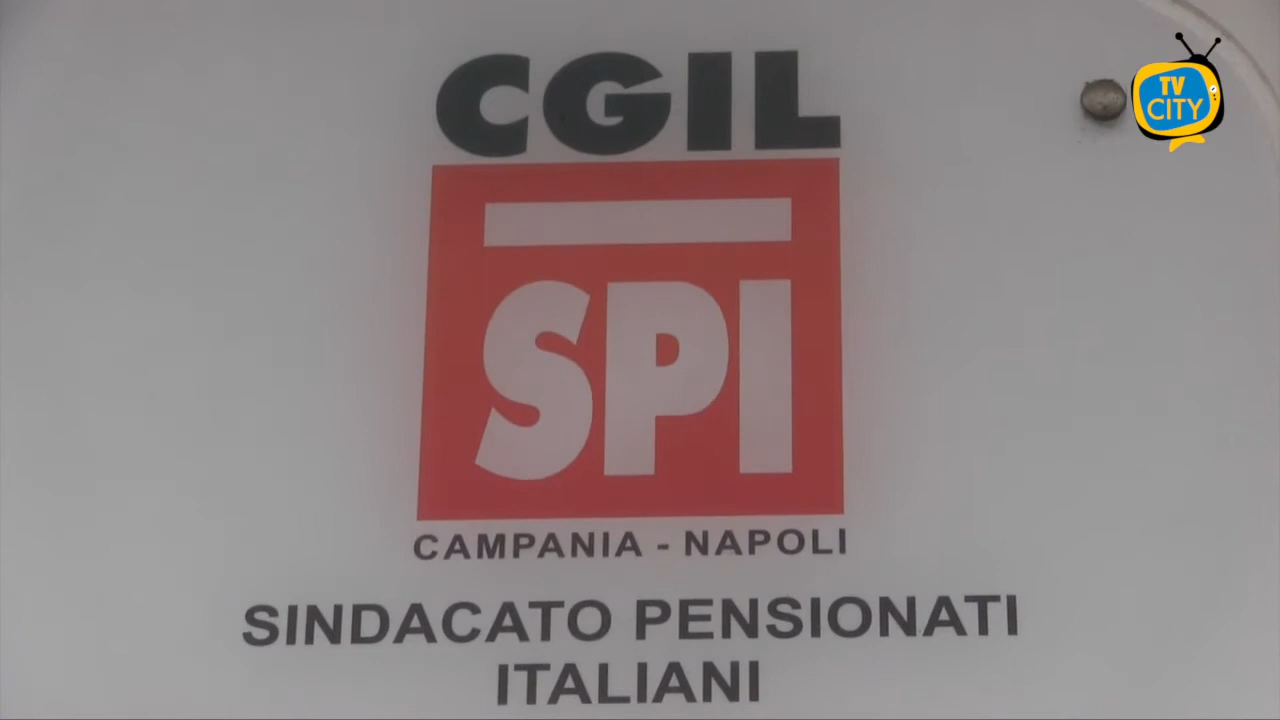 CGIL
TV
CITY
SPI
CAMPANIA - NAPOLI
SINDACATO PENSIONATI
ITALIANI